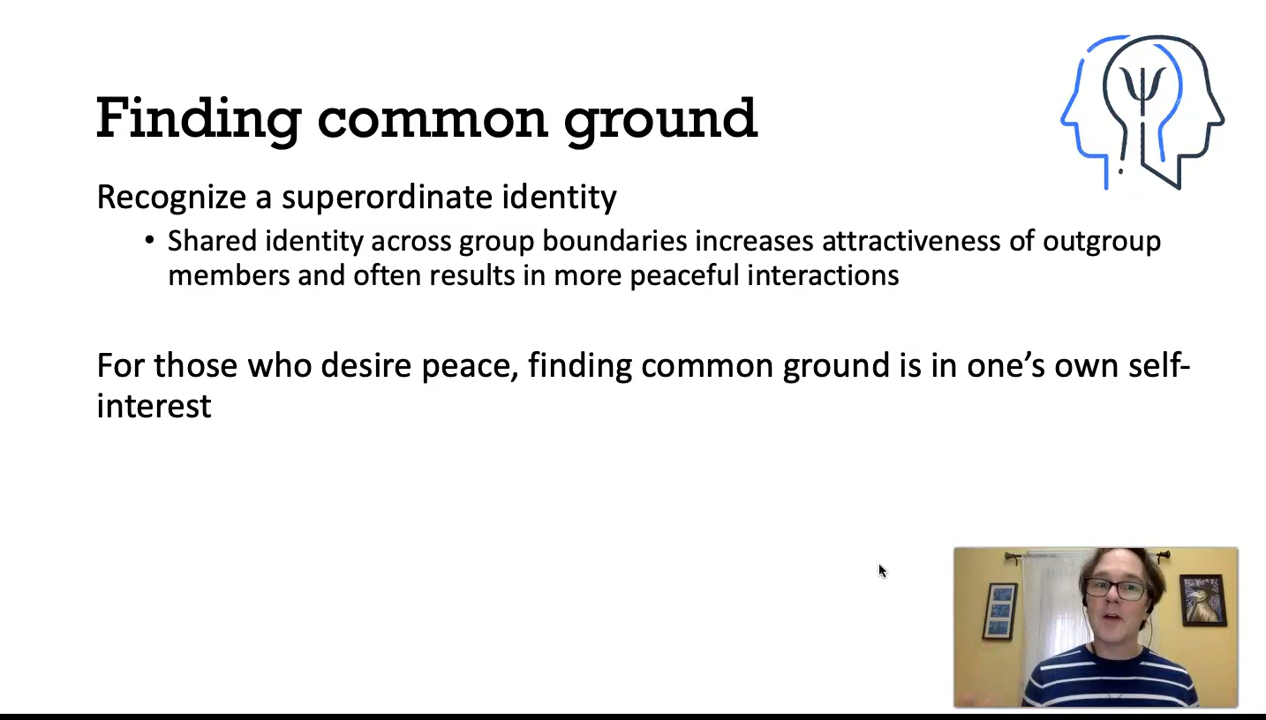 Finding common ground
Recognize a superordinate identity
• Shared identity across group boundaries increases attractiveness of outgroup
members and often results in more peaceful interactions
For those who desire peace, finding common ground is in one’s own self-
interest